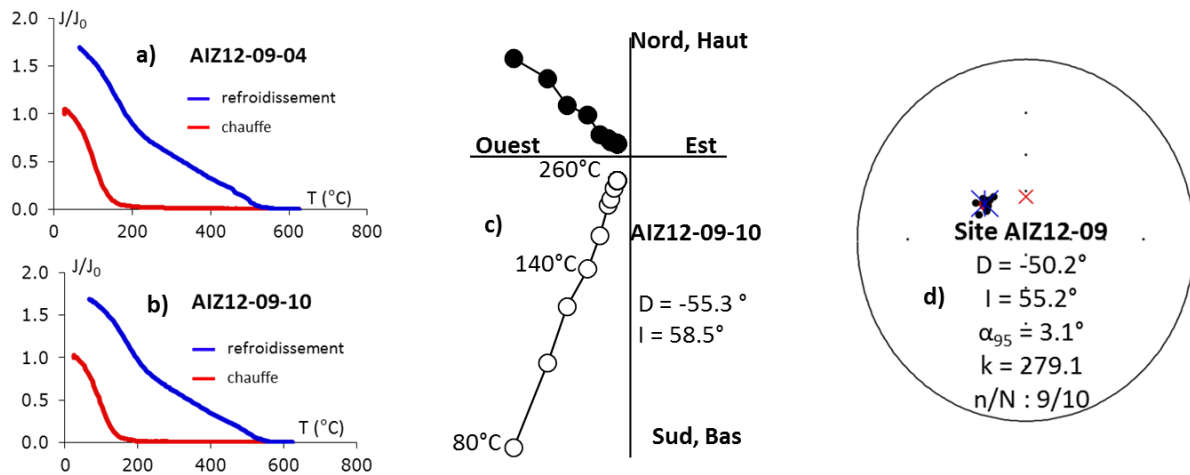 J/J0
2.0
1.5
1.0
0.5
0.0
a) AIZ12-09-04
refroidissement
chauffe
T (°C)
0 200 400 600 800
J/J0
2.0
1.5
1.0
0.5
0.0
b) AIZ12-09-10
refroidissement
chauffe
T (°C)
0 200 400 600 800
Nord, Haut
Ouest Est
260°C
c) AIZ12-09-10
140°C
D = -55.3 °
I = 58.5°
80°C
Sud, Bas
Site AIZ12-09
D = -50.2°
d) I = 55.2°
α95 = 3.1°
k = 279.1
n/N : 9/10